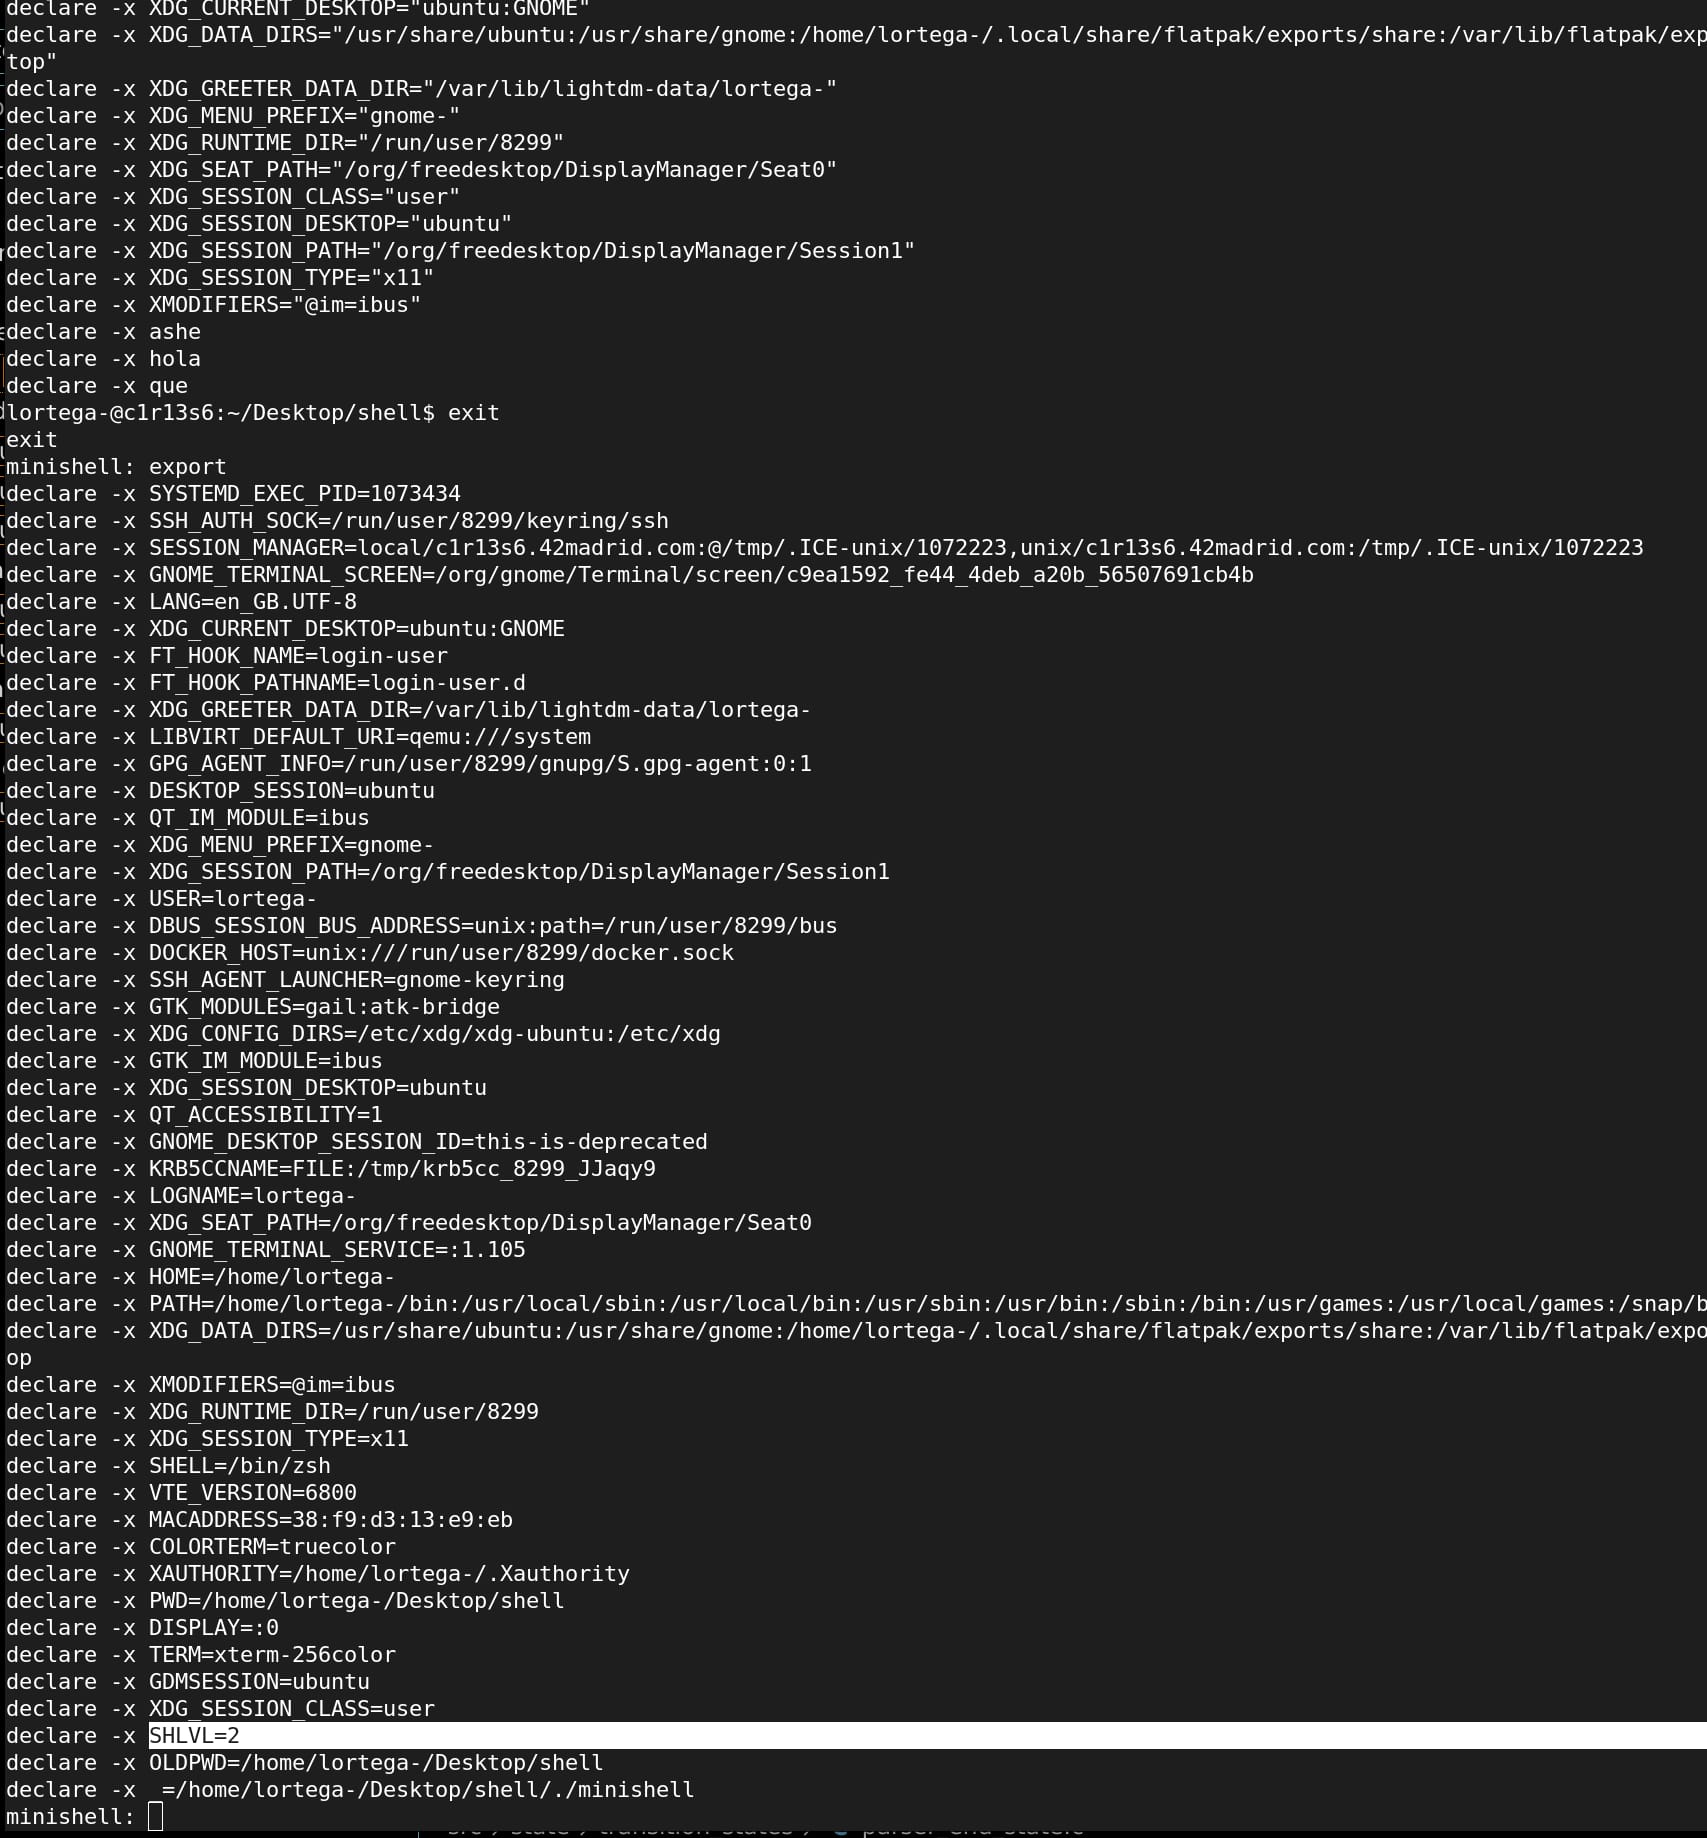 declare -x XDG_CURRENT_DESKTOP="ubuntu:GNOME"
declare -x XDG_DATA_DIRS="/usr/share/ubuntu:/usr/share/gnome:/home/lortega-/.local/share/flatpak/exports/share:/var/lib/flatpak/exp
top"
declare -x XDG_GREETER_DATA_DIR="/var/lib/lightdm-data/lortega-"
declare -x XDG_MENU_PREFIX="gnome-"
declare -x XDG_RUNTIME_DIR="/run/user/8299"
declare -x XDG_SEAT_PATH="/org/freedesktop/DisplayManager/Seat0"
declare -x XDG_SESSION_CLASS="user"
declare -x XDG_SESSION_DESKTOP="ubuntu"
declare -x XDG_SESSION_PATH="/org/freedesktop/DisplayManager/Session1"
declare -x XDG_SESSION_TYPE="x11"
declare -x XMODIFIERS="@im=ibus"
declare -x ashe
declare -x hola
declare -x que
lortega-@c1r13s6:~/Desktop/shell$ exit
exit
minishell: export
declare -x SYSTEMD_EXEC_PID=1073434
declare -x SSH_AUTH_SOCK=/run/user/8299/keyring/ssh
declare -x SESSION_MANAGER=local/c1r13s6.42madrid.com:@/tmp/.ICE-unix/1072223,unix/c1r13s6.42madrid.com:/tmp/.ICE-unix/1072223
declare -x GNOME_TERMINAL_SCREEN=/org/gnome/Terminal/screen/c9ea1592_fe44_4deb_a20b_56507691cb4b
declare -x LANG=en_GB.UTF-8
declare -x XDG_CURRENT_DESKTOP=ubuntu:GNOME
declare -x FT_HOOK_NAME=login-user
declare -x FT_HOOK_PATHNAME=login-user.d
declare -x XDG_GREETER_DATA_DIR=/var/lib/lightdm-data/lortega-
declare -x LIBVIRT_DEFAULT_URI=qemu:///system
declare -x GPG_AGENT_INFO=/run/user/8299/gnupg/S.gpg-agent:0:1
declare -x DESKTOP_SESSION=ubuntu
declare -x QT_IM_MODULE=ibus
declare -x XDG_MENU_PREFIX=gnome-
declare -x XDG_SESSION_PATH=/org/freedesktop/DisplayManager/Session1
declare -x USER=lortega-
declare -x DBUS_SESSION_BUS_ADDRESS=unix:path=/run/user/8299/bus
declare -x DOCKER_HOST=unix:///run/user/8299/docker.sock
declare -x SSH_AGENT_LAUNCHER=gnome-keyring
declare -x GTK_MODULES=gail:atk-bridge
declare -x XDG_CONFIG_DIRS=/etc/xdg/xdg-ubuntu:/etc/xdg
declare -x GTK_IM_MODULE=ibus
declare -x XDG_SESSION_DESKTOP=ubuntu
declare -x QT_ACCESSIBILITY=1
declare -x GNOME_DESKTOP_SESSION_ID=this-is-deprecated
declare -x KRB5CCNAME=FILE:/tmp/krb5cc_8299_JJaqy9
declare -x LOGNAME=lortega-
declare -x XDG_SEAT_PATH=/org/freedesktop/DisplayManager/Seat0
declare -x GNOME_TERMINAL_SERVICE=:1.105
declare -x HOME=/home/lortega-
declare -x PATH=/home/lortega-/bin:/usr/local/sbin:/usr/local/bin:/usr/sbin:/usr/bin:/sbin:/bin:/usr/games:/usr/local/games:/snap/b
declare -x XDG_DATA_DIRS=/usr/share/ubuntu:/usr/share/gnome:/home/lortega-/.local/share/flatpak/exports/share:/var/lib/flatpak/expo
op
declare -x XMODIFIERS=@im=ibus
declare -x XDG_RUNTIME_DIR=/run/user/8299
declare -x XDG_SESSION_TYPE=x11
declare -x SHELL=/bin/zsh
declare -x VTE_VERSION=6800
declare -x MACADDRESS=38:f9:d3:13:e9:eb
declare -x COLORTERM=truecolor
declare -x XAUTHORITY=/home/lortega-/.Xauthority
declare -x PWD=/home/lortega-/Desktop/shell
declare -x DISPLAY=:0
declare -x TERM=xterm-256color
declare -x GDMSESSION=ubuntu
declare -x XDG_SESSION_CLASS=user
declare -x SHLVL=2
declare -x OLDPWD=/home/lortega-/Desktop/shell
declare -x _=/home/lortega-/Desktop/shell/./minishell
minishell: